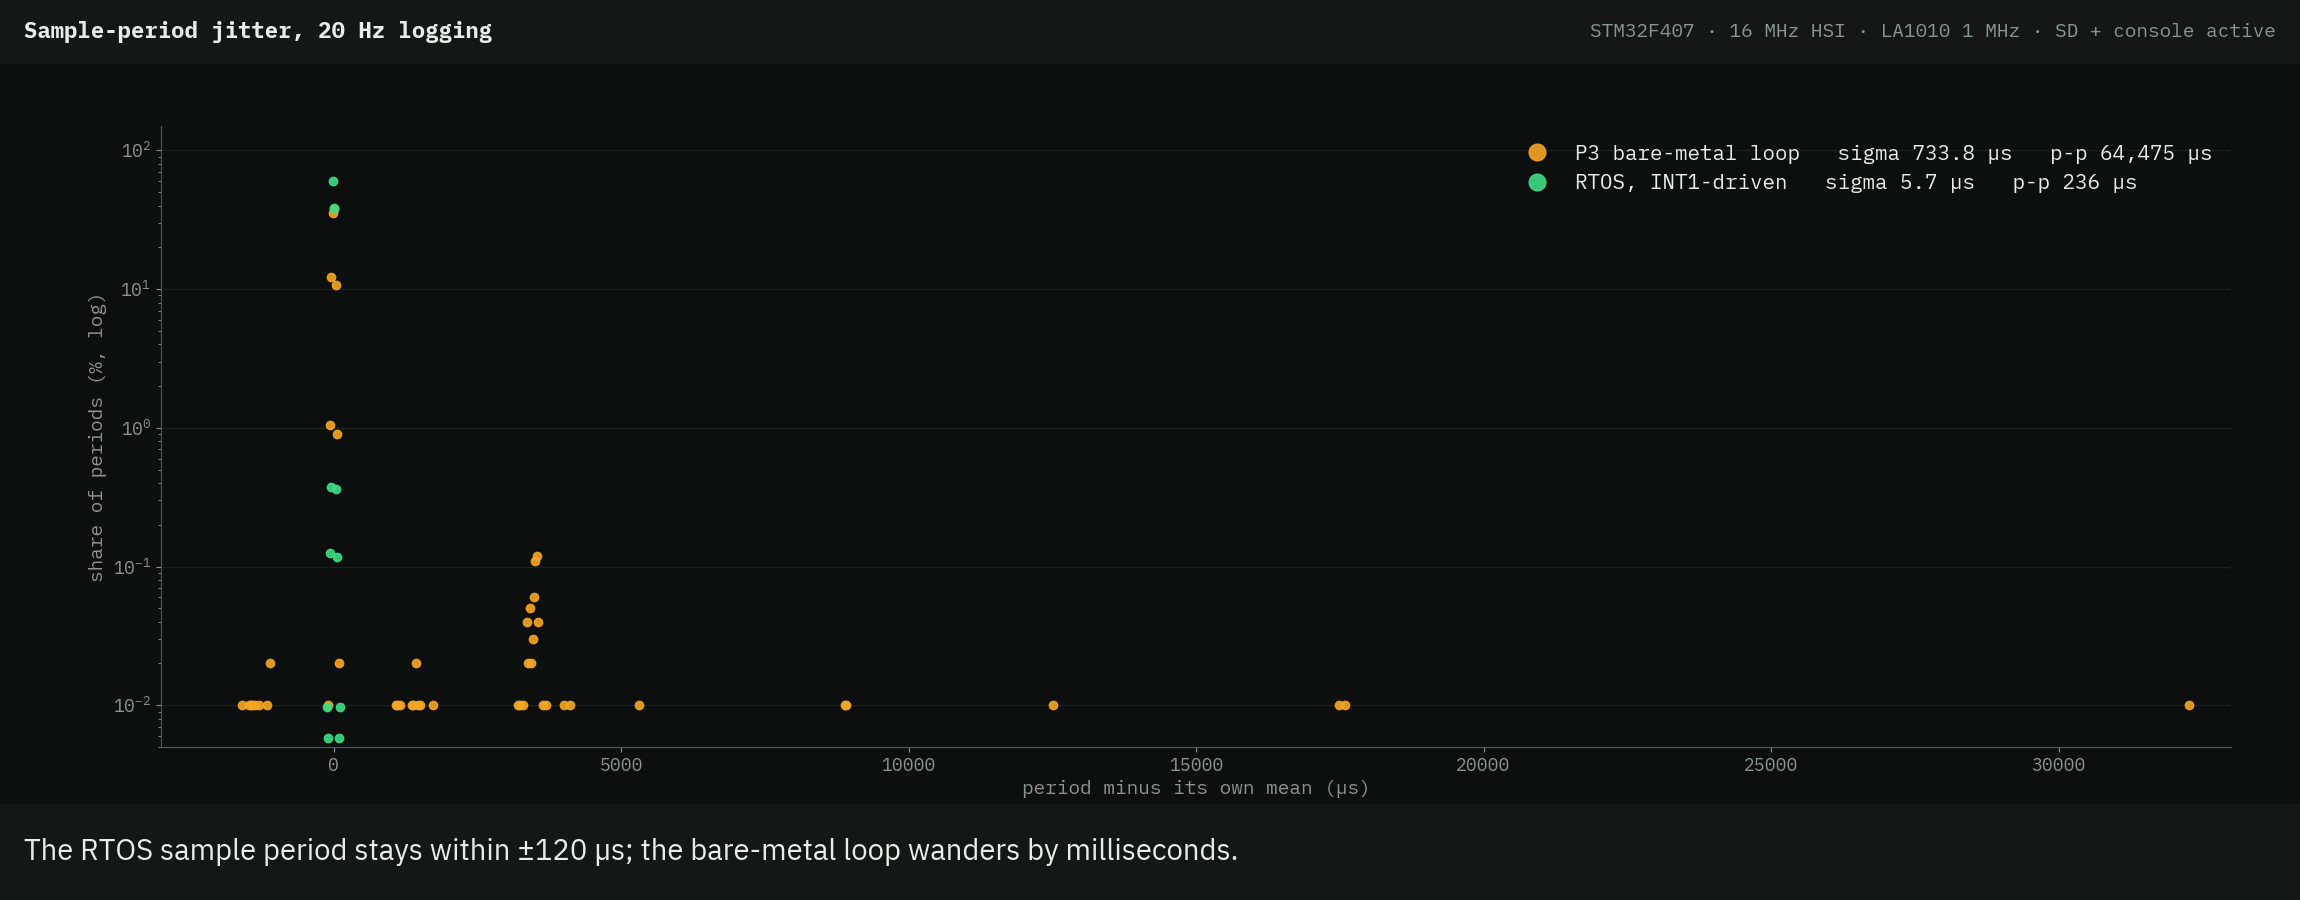 Sample-period jitter, 20 Hz logging
STM32F407 · 16 MHz HSI · LA1010 1 MHz · SD + console active
P3 bare-metal loop   sigma 733.8 µs   p-p 64,475 µs
RTOS, INT1-driven   sigma 5.7 µs   p-p 236 µs
share of periods (%, log)
10²
10¹
10⁰
10⁻¹
10⁻²
0 5000 10000 15000 20000 25000 30000
period minus its own mean (µs)
The RTOS sample period stays within ±120 µs; the bare-metal loop wanders by milliseconds.